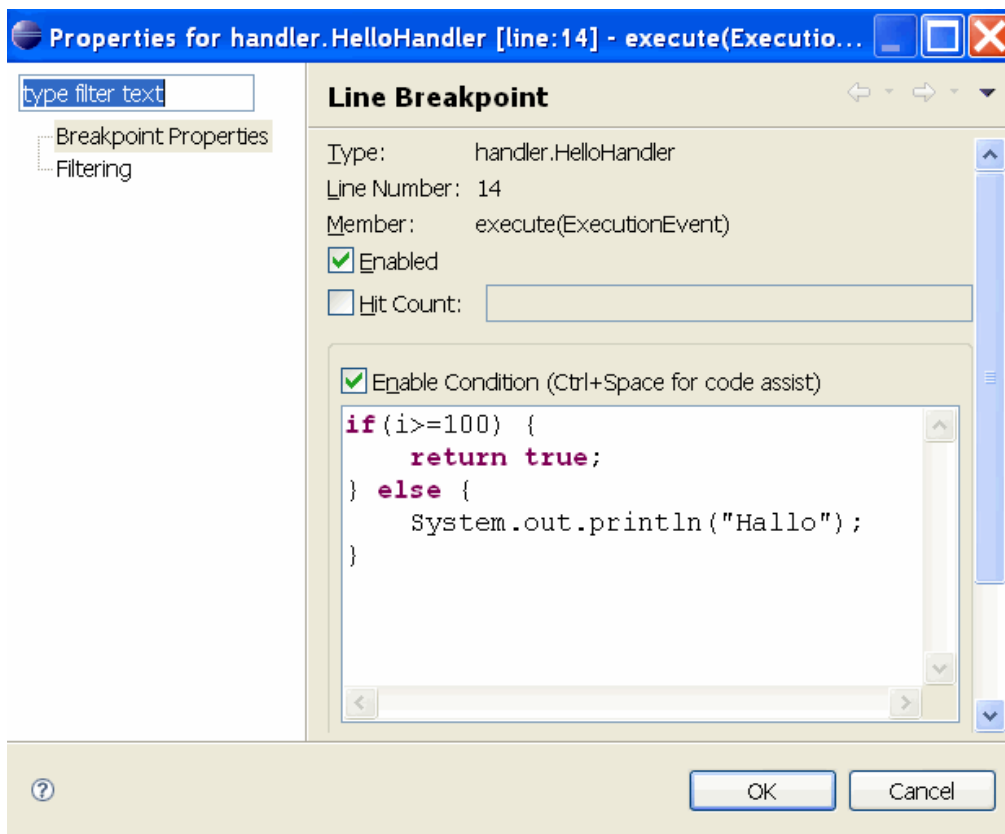 Properties for handler.HelloHandler [line:14] - execute(Executio...
type filter text
Breakpoint Properties
Filtering
Line Breakpoint
Type: handler.HelloHandler
Line Number: 14
Member: execute(ExecutionEvent)
Enabled
Hit Count:
Enable Condition (Ctrl+Space for code assist)
if(i>=100) {
    return true;
} else {
    System.out.println("Hallo");
}
OK
Cancel